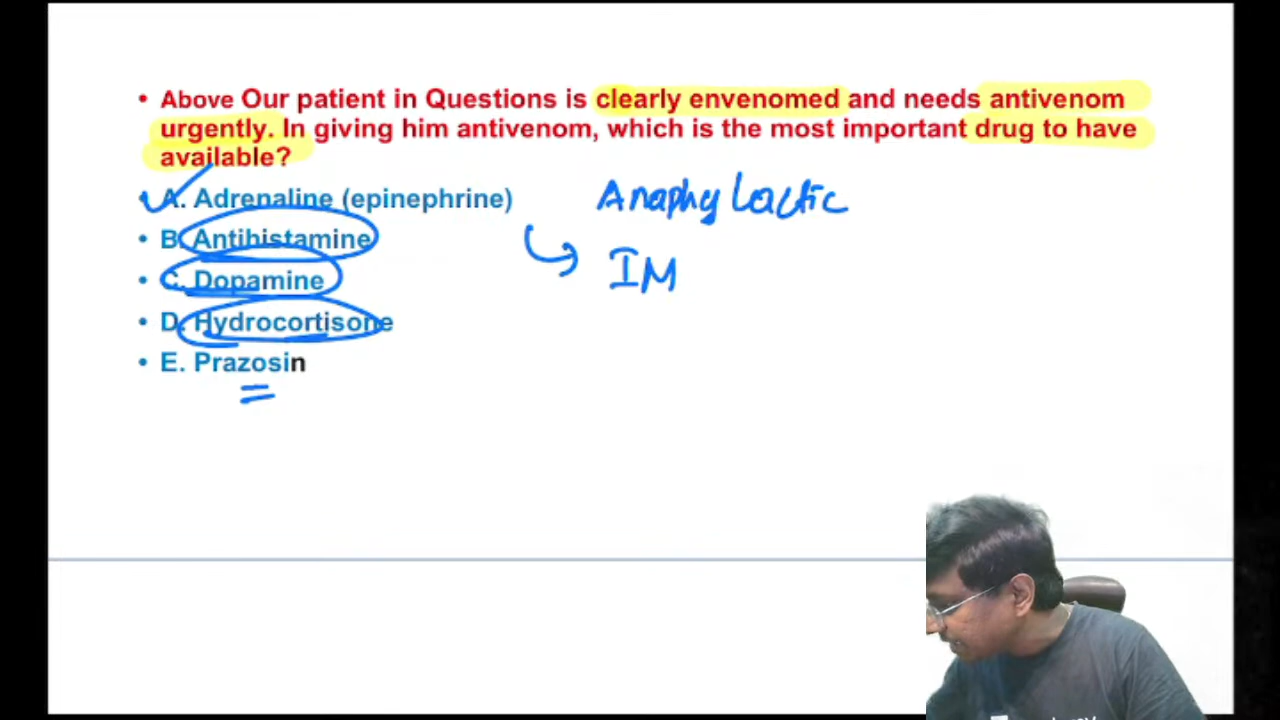 • Above Our patient in Questions is clearly envenomed and needs antivenom
urgently. In giving him antivenom, which is the most important drug to have
available?
• A. Adrenaline (epinephrine)
Anaphylactic
• B. Antihistamine
IM
• C. Dopamine
• D. Hydrocortisone
• E. Prazosin